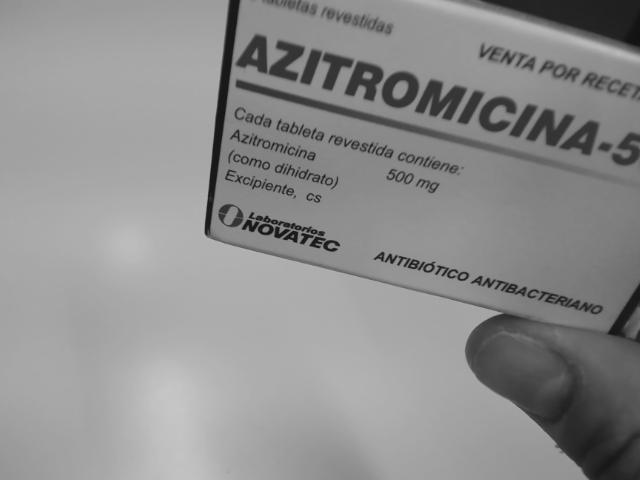 tabletas revestidas
VENTA POR RECET
AZITROMICINA-5
Cada tableta revestida contiene:
Azitromicina 500 mg
(como dihidrato)
Excipiente, cs
Laboratorios
NOVATEC
ANTIBIÓTICO ANTIBACTERIANO